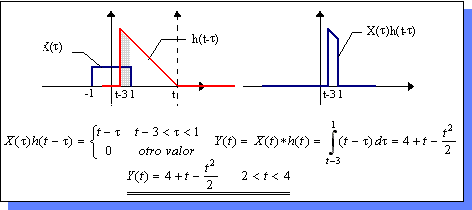 X(τ)
h(t-τ)
-1 t-3 1 t
X(τ)h(t-τ)
t-3 1
X(τ)h(t − τ) = { t − τ   t − 3 < τ < 1
0   otro valor
Y(t) = X(t)*h(t) = ∫_{t−3}^{1} (t − τ) dτ = 4 + t − t²/2
Y(t) = 4 + t − t²/2   2 < t < 4